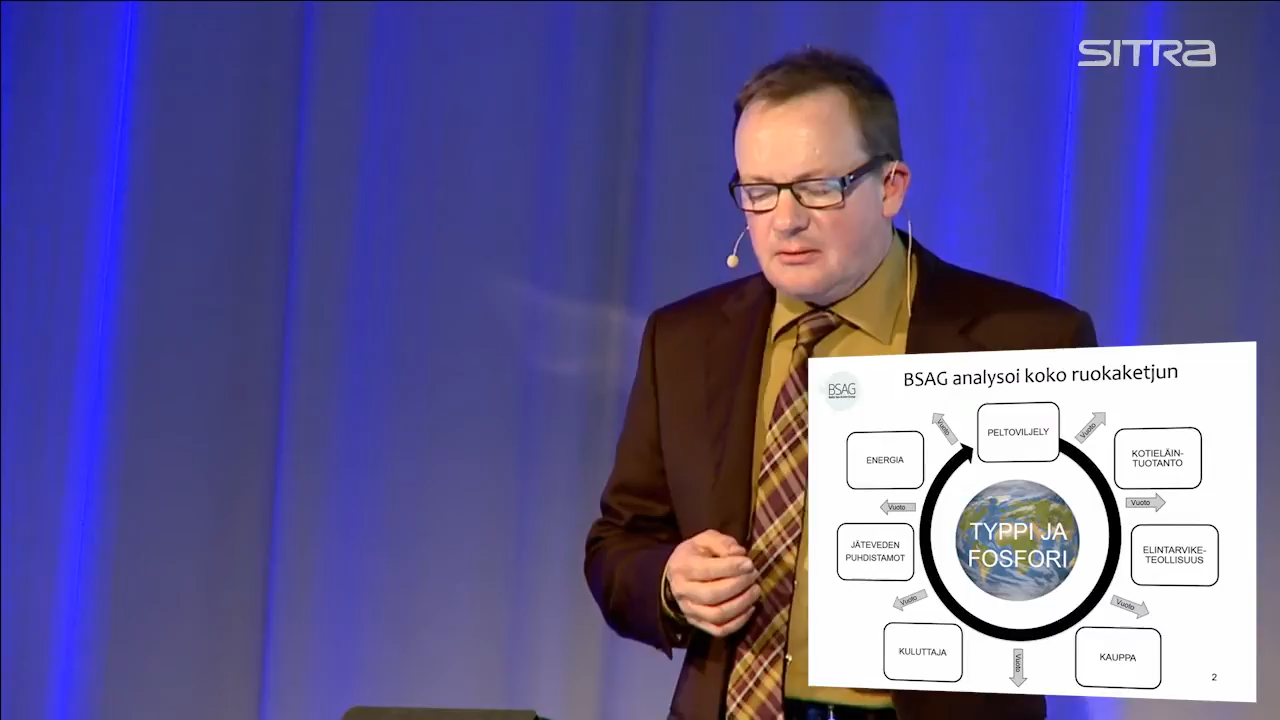 SITRA
BSAG analysoi koko ruokaketjun
BSAG
PELTOVILJELY
Vuoto
Vuoto
ENERGIA
KOTIELÄIN-
TUOTANTO
Vuoto
Vuoto
TYPPI JA
FOSFORI
JÄTEVEDEN
PUHDISTAMOT
ELINTARVIKE-
TEOLLISUUS
Vuoto
Vuoto
KULUTTAJA
Vuoto
KAUPPA
2